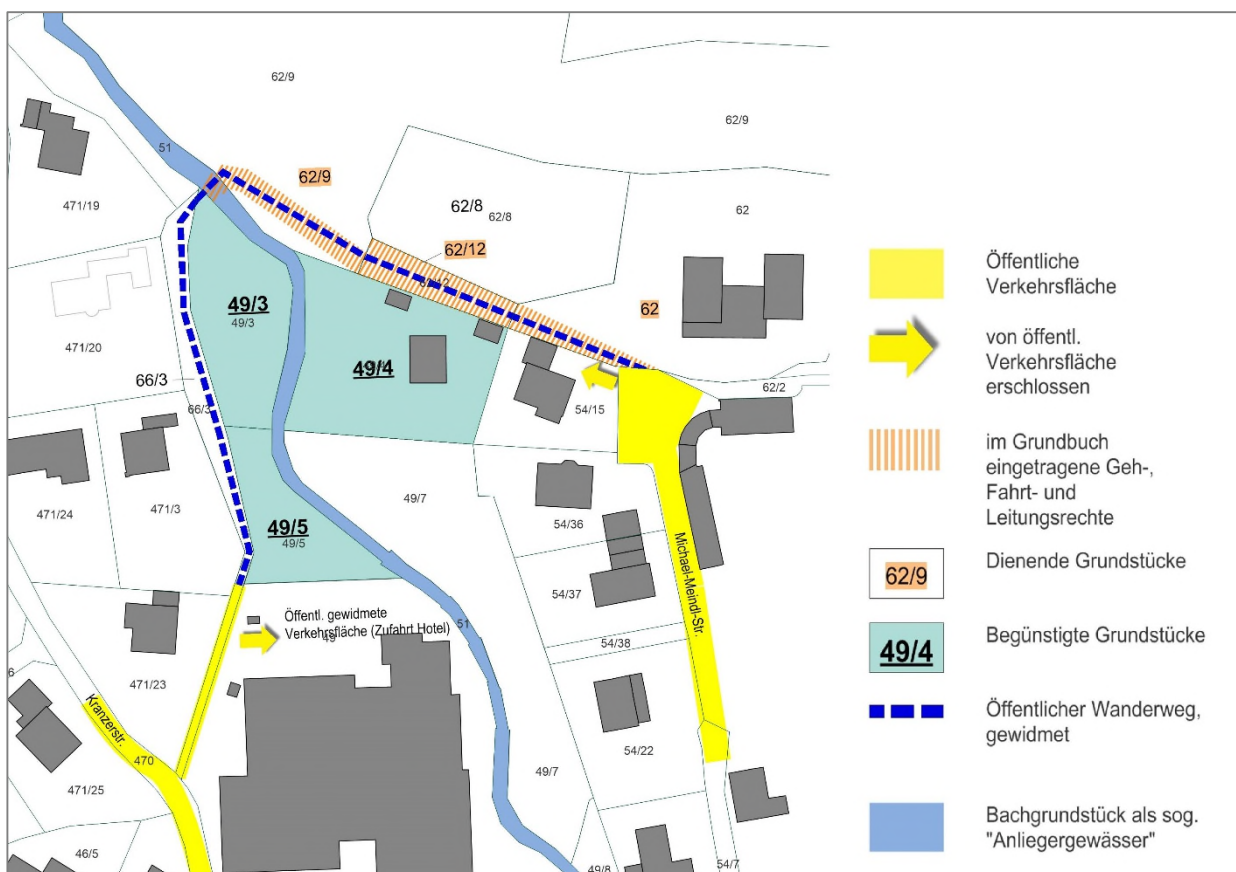 62/9
62/9
51
62/9
471/19
62/8
62/8
62
62/12
49/3
49/3
62
471/20
49/4
66/3
66/3
54/15
62/2
471/24
471/3
49/7
54/36
49/5
49/5
Michael-Meindl-Str.
54/37
Öffentl. gewidmete
Verkehrsfläche (Zufahrt Hotel)
49
51
54/38
6
471/23
Kranzerstr.
470
54/22
49/7
471/25
46/5
49/8
54/7
Öffentliche
Verkehrsfläche
von öffentl.
Verkehrsfläche
erschlossen
im Grundbuch
eingetragene Geh-,
Fahrt- und
Leitungsrechte
62/9
Dienende Grundstücke
49/4
Begünstigte Grundstücke
Öffentlicher Wanderweg,
gewidmet
Bachgrundstück als sog.
"Anliegergewässer"